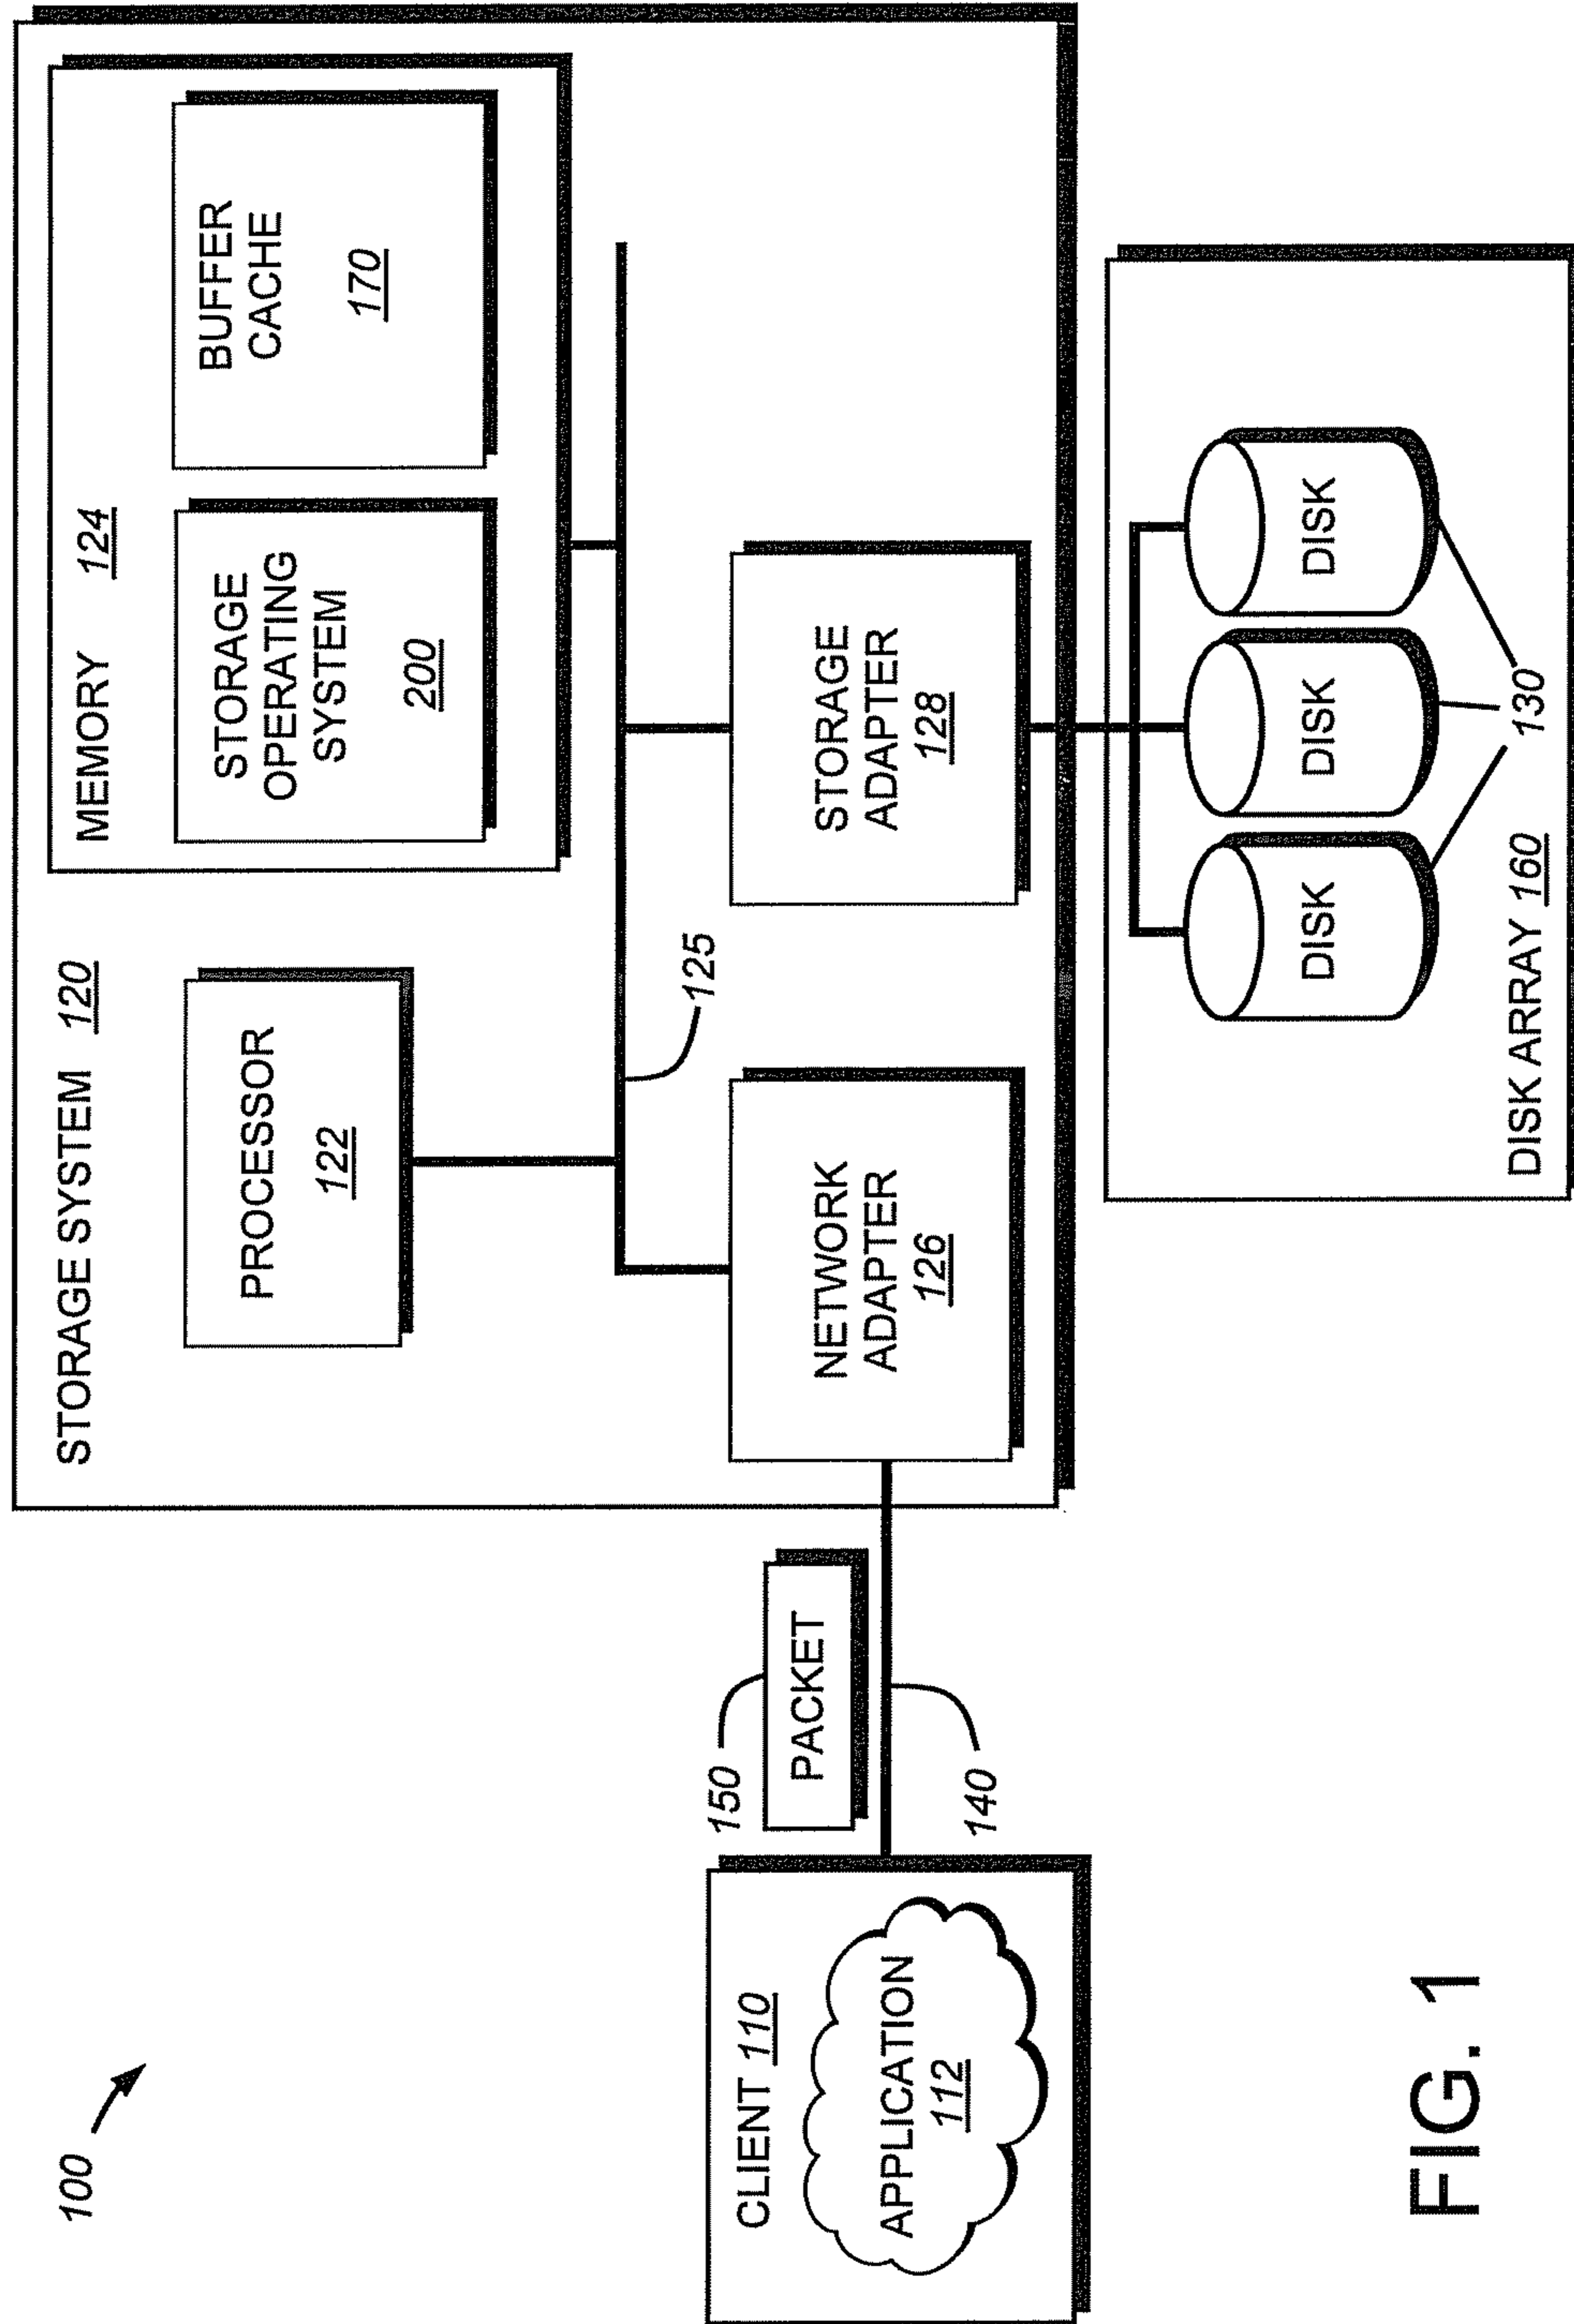 100
STORAGE SYSTEM 120
MEMORY 124
PROCESSOR
122
STORAGE
OPERATING
SYSTEM
200
BUFFER
CACHE
170
125
CLIENT 110
APPLICATION
112
150
PACKET
140
NETWORK
ADAPTER
126
STORAGE
ADAPTER
128
DISK
DISK
DISK
130
DISK ARRAY 160
FIG. 1